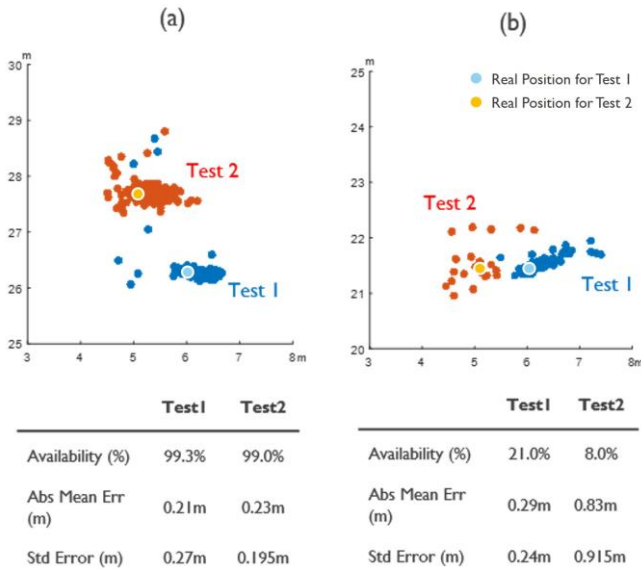 (a)
m
30
29
28
27
26
25
3 4 5 6 7 8m
Test 2
Test 1
(b)
m
25
23
22
21
20
3 4 5 6 7 8m
Real Position for Test 1
Real Position for Test 2
Test 2
Test 1
Test1 Test2
Availability (%) 99.3% 99.0%
Abs Mean Err
(m) 0.21m 0.23m
Std Error (m) 0.27m 0.195m
Test1 Test2
Availability (%) 21.0% 8.0%
Abs Mean Err
(m) 0.29m 0.83m
Std Error (m) 0.24m 0.915m